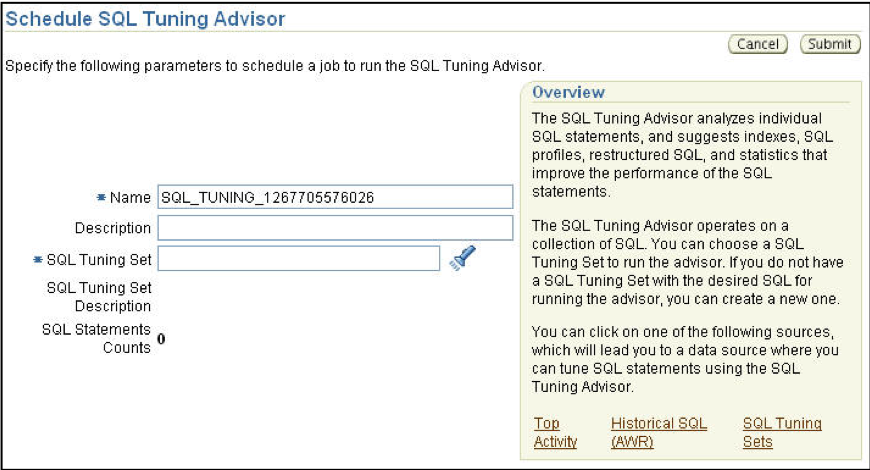 Schedule SQL Tuning Advisor
Cancel Submit
Specify the following parameters to schedule a job to run the SQL Tuning Advisor.
* Name SQL_TUNING_1267705576026
Description
* SQL Tuning Set
SQL Tuning Set
Description
SQL Statements
Counts 0
Overview
The SQL Tuning Advisor analyzes individual
SQL statements, and suggests indexes, SQL
profiles, restructured SQL, and statistics that
improve the performance of the SQL
statements.
The SQL Tuning Advisor operates on a
collection of SQL. You can choose a SQL
Tuning Set to run the advisor. If you do not have
a SQL Tuning Set with the desired SQL for
running the advisor, you can create a new one.
You can click on one of the following sources,
which will lead you to a data source where you
can tune SQL statements using the SQL
Tuning Advisor.
Top Historical SQL SQL Tuning
Activity (AWR) Sets